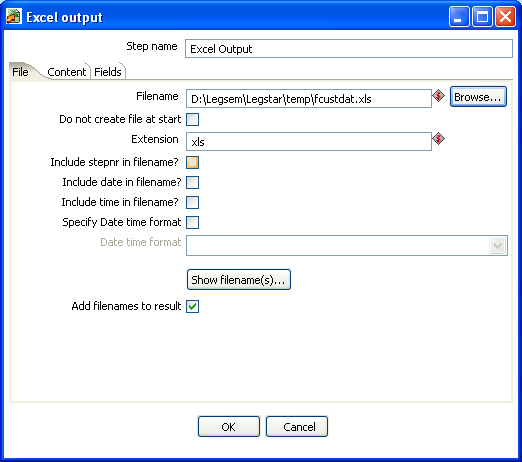 Excel output
Step name Excel Output
File Content Fields
Filename D:\Legsem\Legstar\temp\fcustdat.xls Browse...
Do not create file at start
Extension xls
Include stepnr in filename?
Include date in filename?
Include time in filename?
Specify Date time format
Date time format
Show filename(s)...
Add filenames to result
OK Cancel